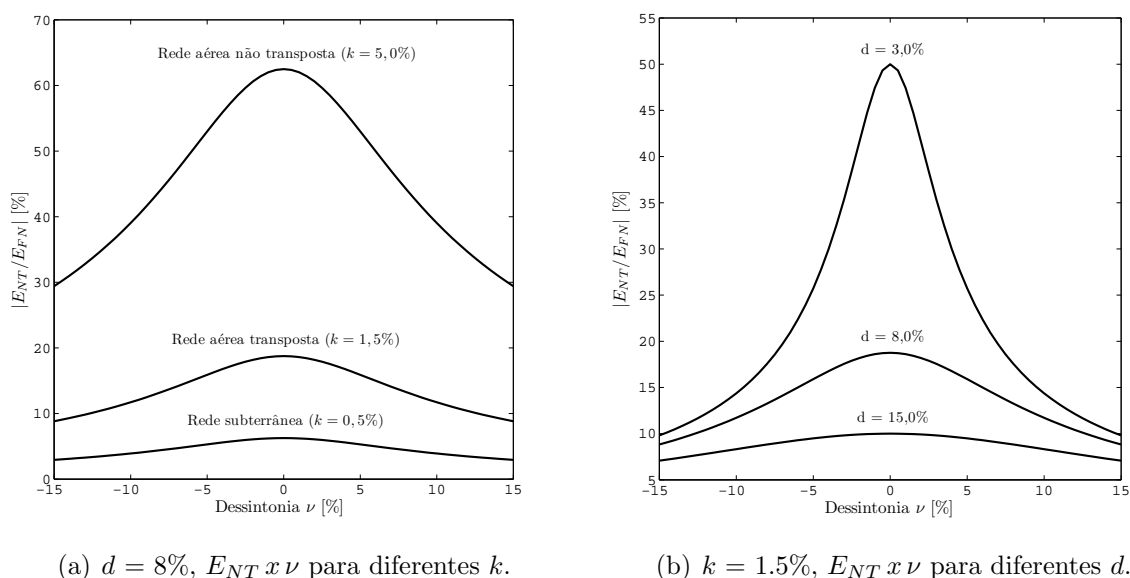 70
60
50
40
30
20
10
0
−15
−10
−5
0
5
10
15
|E_NT/E_FN| [%]
Dessintonia ν [%]
Rede aérea não transposta (k = 5,0%)
Rede aérea transposta (k = 1,5%)
Rede subterrânea (k = 0,5%)
(a) d = 8%, E_NT x ν para diferentes k.
55
50
45
40
35
30
25
20
15
10
5
−15
−10
−5
0
5
10
15
|E_NT/E_FN| [%]
Dessintonia ν [%]
d = 3,0%
d = 8,0%
d = 15,0%
(b) k = 1.5%, E_NT x ν para diferentes d.